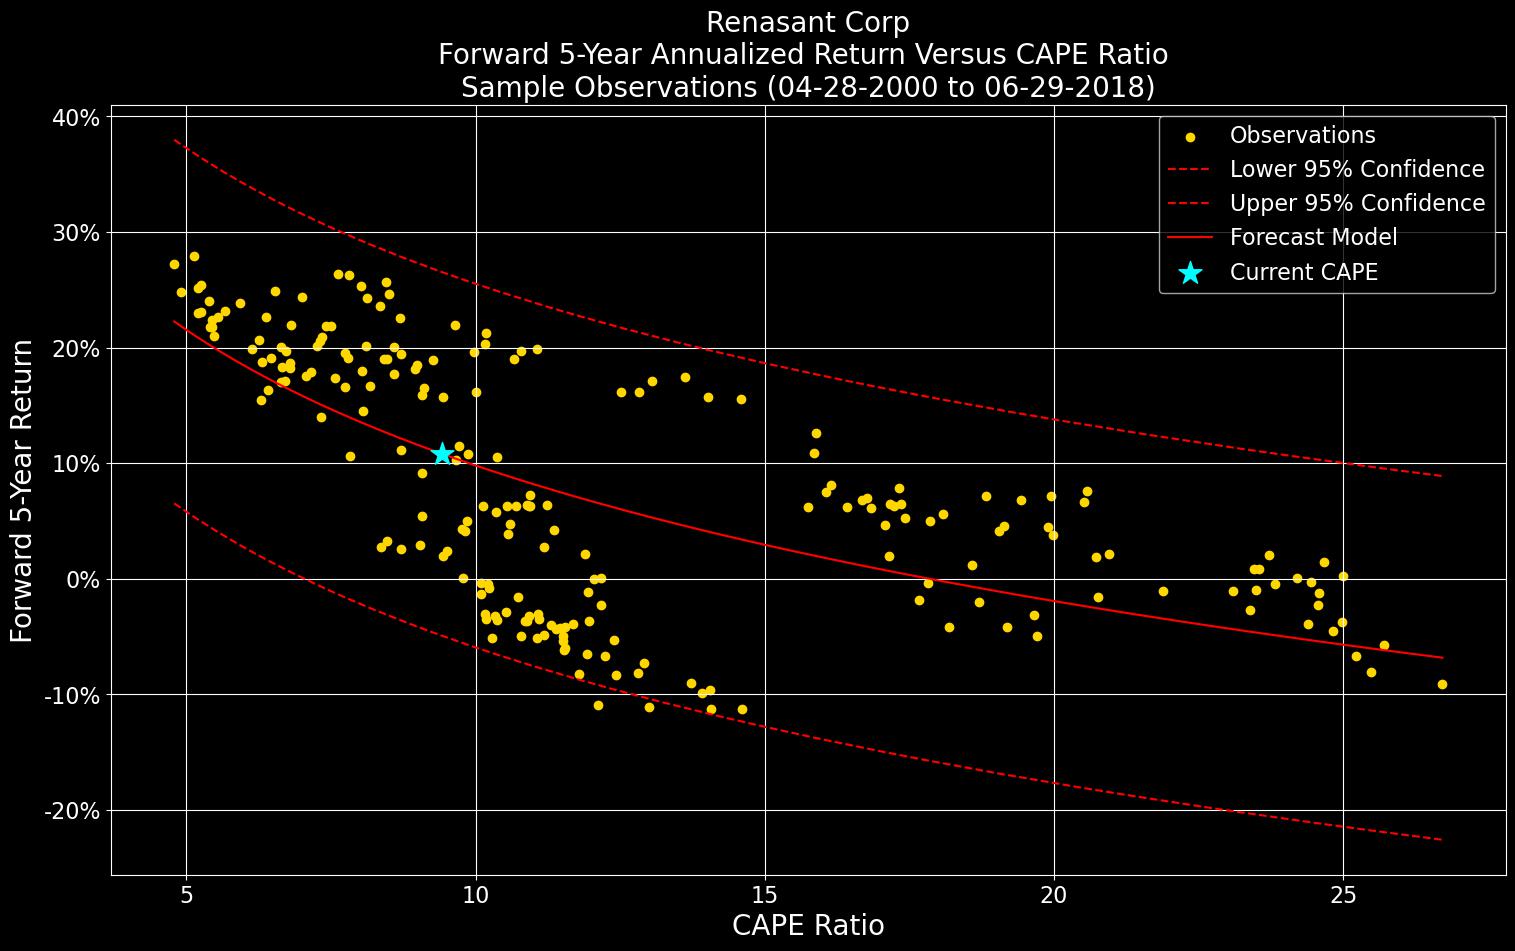 Renasant Corp
Forward 5-Year Annualized Return Versus CAPE Ratio
Sample Observations (04-28-2000 to 06-29-2018)
Observations
Lower 95% Confidence
Upper 95% Confidence
Forecast Model
Current CAPE
Forward 5-Year Return
40%
30%
20%
10%
0%
-10%
-20%
5
10
15
20
25
CAPE Ratio